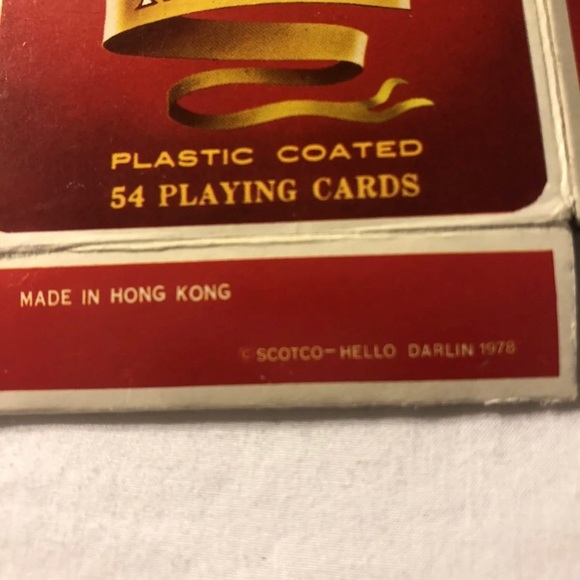 PLASTIC COATED
54 PLAYING CARDS
MADE IN HONG KONG
© SCOTCO-HELLO DARLIN 1978